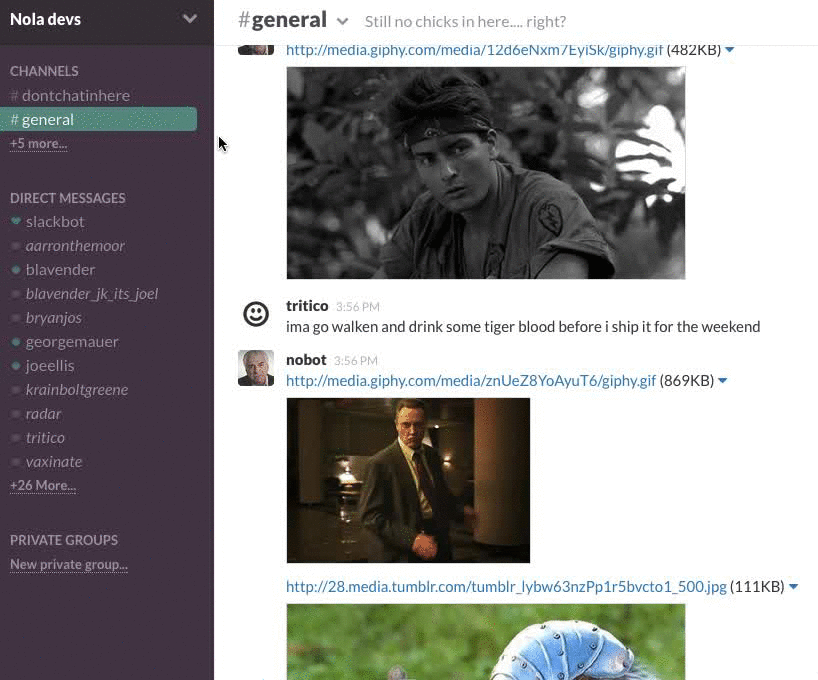 Nola devs
CHANNELS
# dontchatinhere
# general
+5 more...
DIRECT MESSAGES
slackbot
aarronthemoor
blavender
blavender_jk_its_joel
bryanjos
georgemauer
joeellis
krainboltgreene
radar
tritico
vaxinate
+26 More...
PRIVATE GROUPS
New private group...
#general Still no chicks in here.... right?
http://media.giphy.com/media/12d6eNxm7EyiSk/giphy.gif (482KB)
tritico 3:56 PM
ima go walken and drink some tiger blood before i ship it for the weekend
nobot 3:56 PM
http://media.giphy.com/media/znUeZ8YoAyuT6/giphy.gif (869KB)
http://28.media.tumblr.com/tumblr_lybw63nzPp1r5bvcto1_500.jpg (111KB)